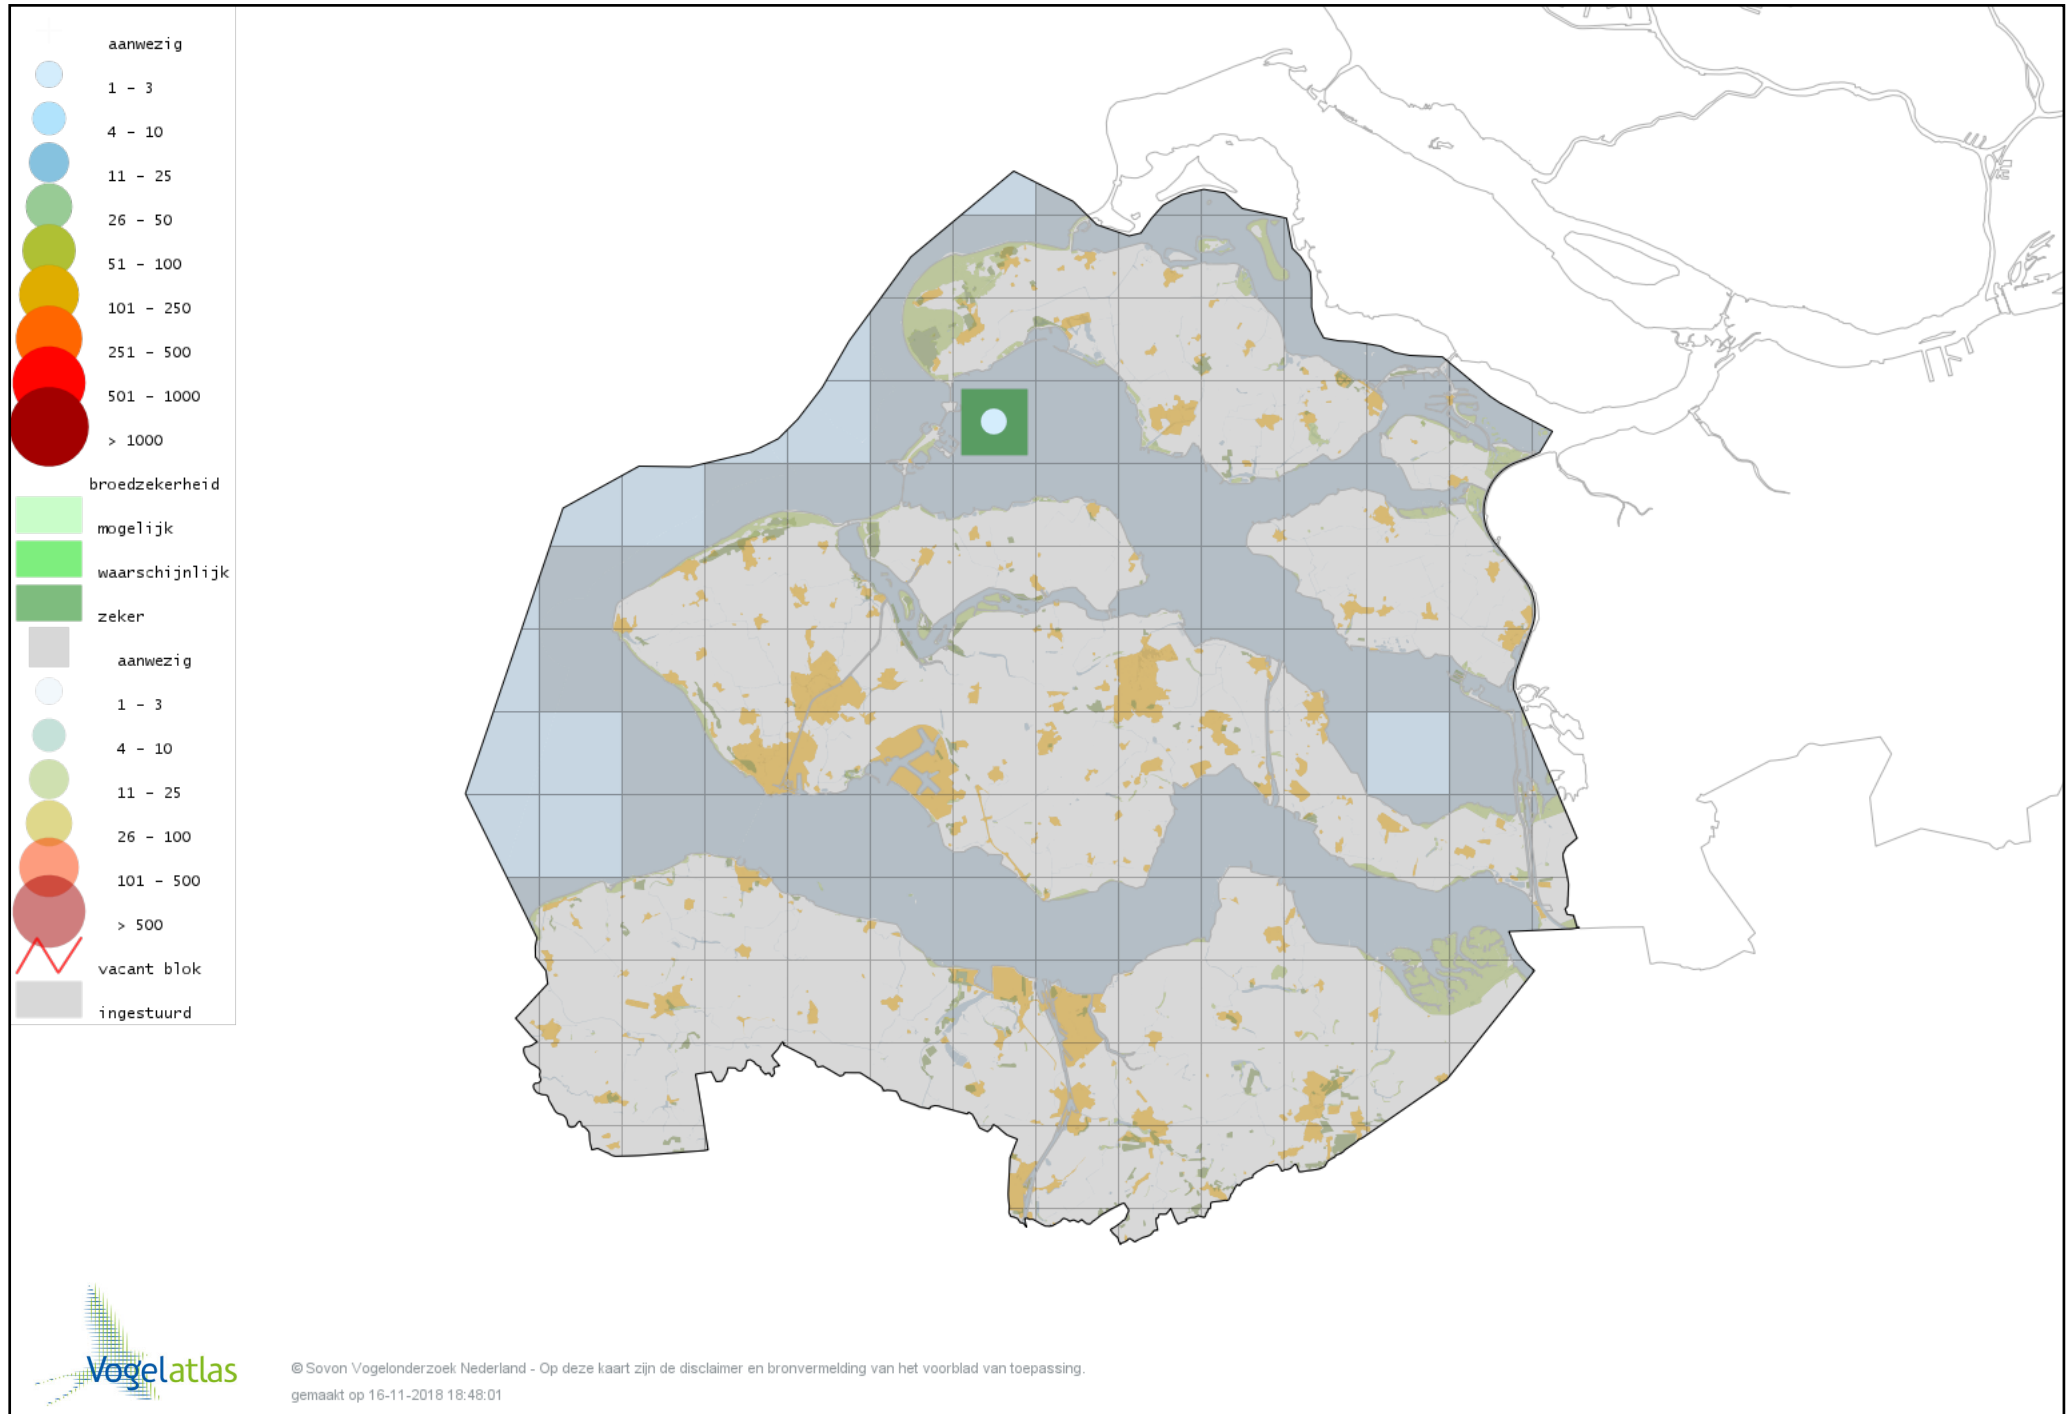 aanwezig
1 - 3
4 - 10
11 - 25
26 - 50
51 - 100
101 - 250
251 - 500
501 - 1000
> 1000
broedzekerheid
mogelijk
waarschijnlijk
zeker
aanwezig
1 - 3
4 - 10
11 - 25
26 - 100
101 - 500
> 500
vacant blok
ingestuurd
Vogelatlas
© Sovon Vogelonderzoek Nederland - Op deze kaart zijn de disclaimer en bronvermelding van het voorblad van toepassing.
gemaakt op 16-11-2018 18:48:01